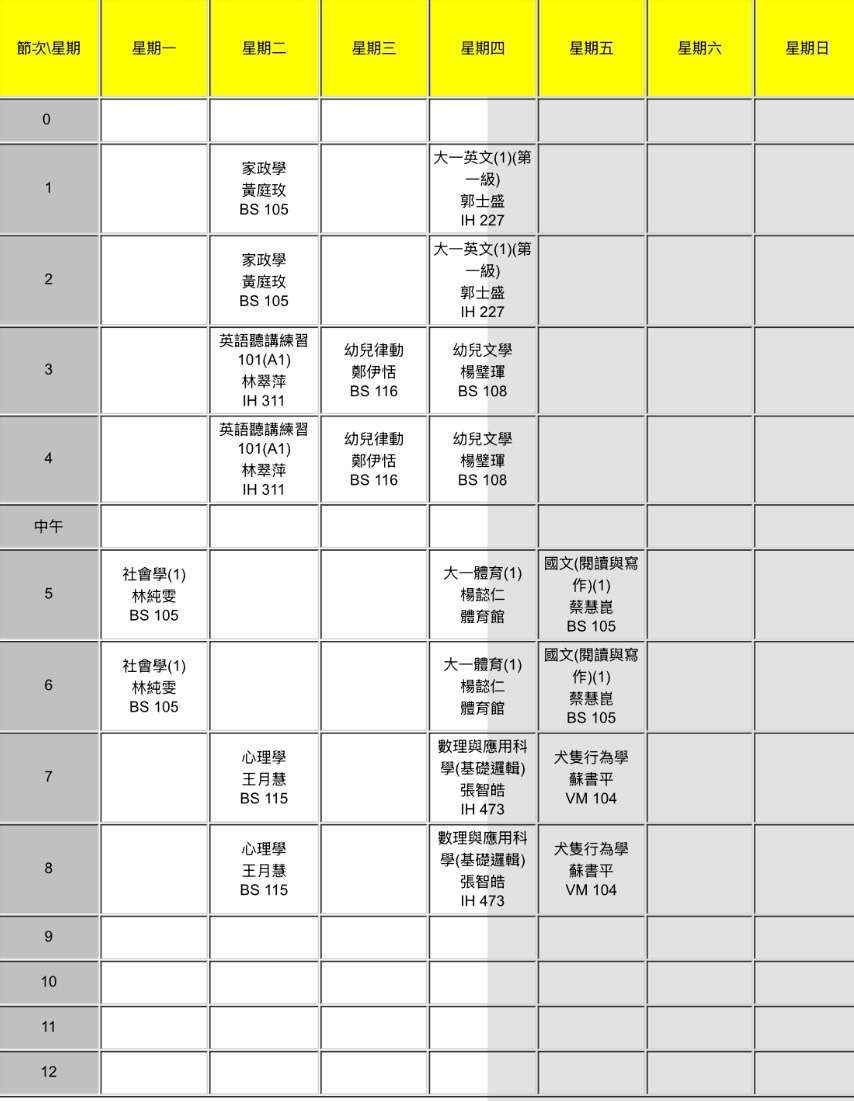 節次\星期 星期一 星期二 星期三 星期四 星期五 星期六 星期日
0
1
家政學
黃庭玫
BS 105
大一英文(1)(第
一級)
郭士盛
IH 227
2
家政學
黃庭玫
BS 105
大一英文(1)(第
一級)
郭士盛
IH 227
3
英語聽講練習
101(A1)
林翠萍
IH 311
幼兒律動
鄭伊恬
BS 116
幼兒文學
楊璧琿
BS 108
4
英語聽講練習
101(A1)
林翠萍
IH 311
幼兒律動
鄭伊恬
BS 116
幼兒文學
楊璧琿
BS 108
中午
5
社會學(1)
林純雯
BS 105
大一體育(1)
楊懿仁
體育館
國文(閱讀與寫
作)(1)
蔡慧崑
BS 105
6
社會學(1)
林純雯
BS 105
大一體育(1)
楊懿仁
體育館
國文(閱讀與寫
作)(1)
蔡慧崑
BS 105
7
心理學
王月慧
BS 115
數理與應用科
學(基礎邏輯)
張智皓
IH 473
犬隻行為學
蘇書平
VM 104
8
心理學
王月慧
BS 115
數理與應用科
學(基礎邏輯)
張智皓
IH 473
犬隻行為學
蘇書平
VM 104
9
10
11
12